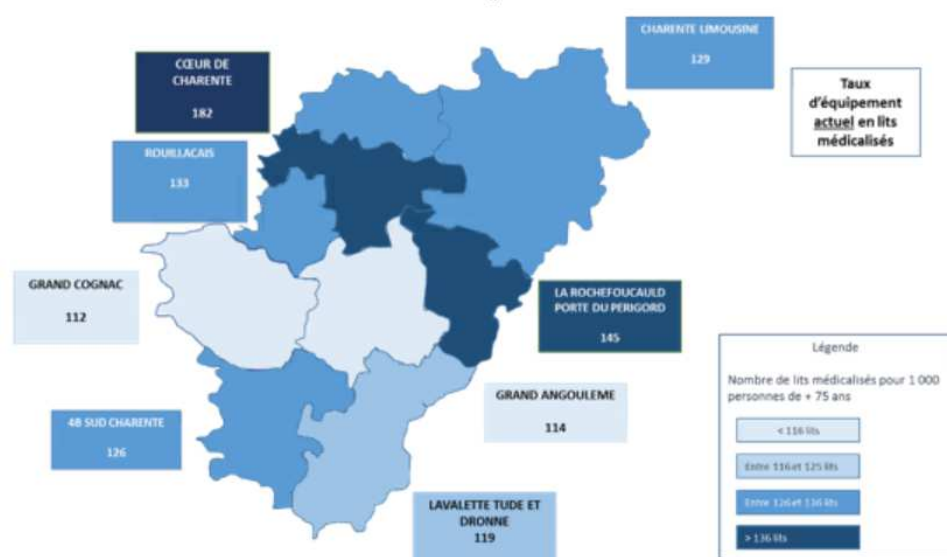 CHARENTE LIMOUSINE
129
CŒUR DE
CHARENTE
182
Taux
d'équipement
actuel en lits
médicalisés
ROUILLACAIS
133
GRAND COGNAC
112
LA ROCHEFOUCAULD
PORTE DU PERIGORD
145
GRAND ANGOULEME
114
4B SUD CHARENTE
126
LAVALETTE TUDE ET
DRONNE
119
Légende
Nombre de lits médicalisés pour 1 000
personnes de + 75 ans
< 116 lits
Entre 116 et 125 lits
Entre 126 et 136 lits
> 136 lits